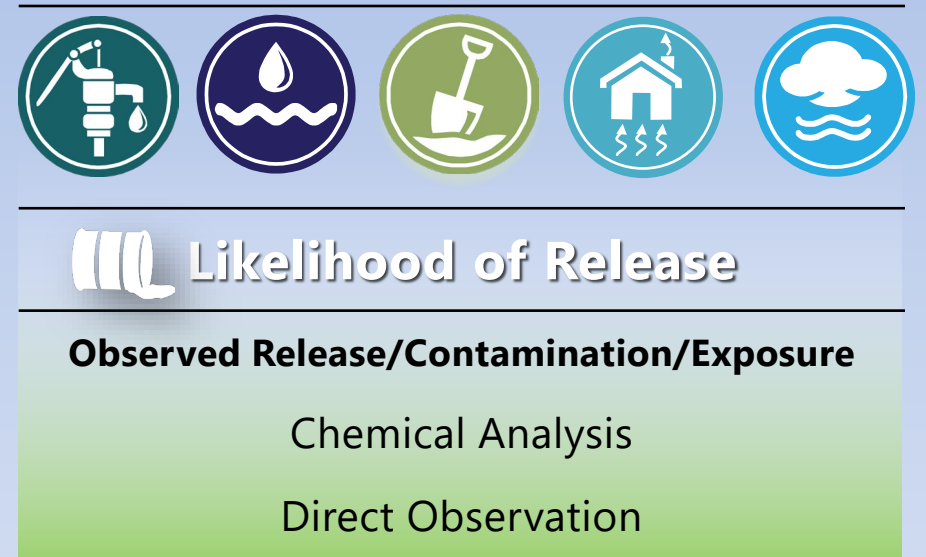 Likelihood of Release
Observed Release/Contamination/Exposure
Chemical Analysis
Direct Observation